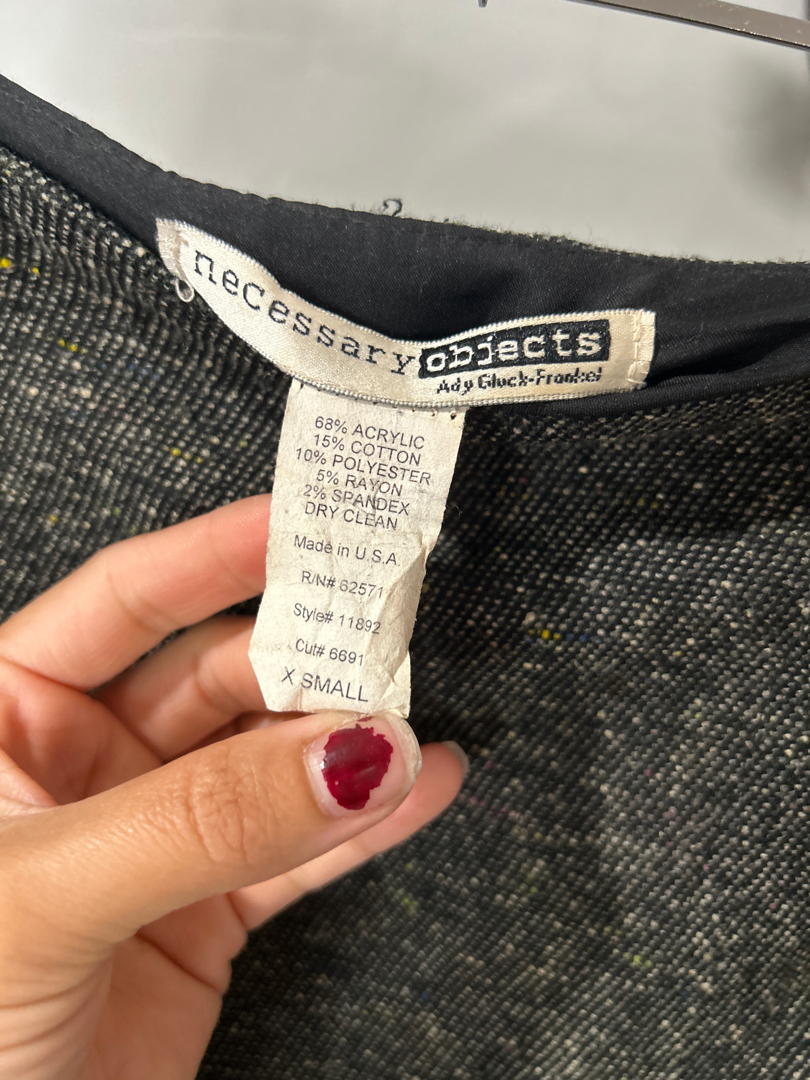 necessary objects
Ady Gluck-Frankel
68% ACRYLIC
15% COTTON
10% POLYESTER
5% RAYON
2% SPANDEX
DRY CLEAN
Made in U.S.A.
R/N# 62571
Style# 11892
Cut# 6691
X SMALL